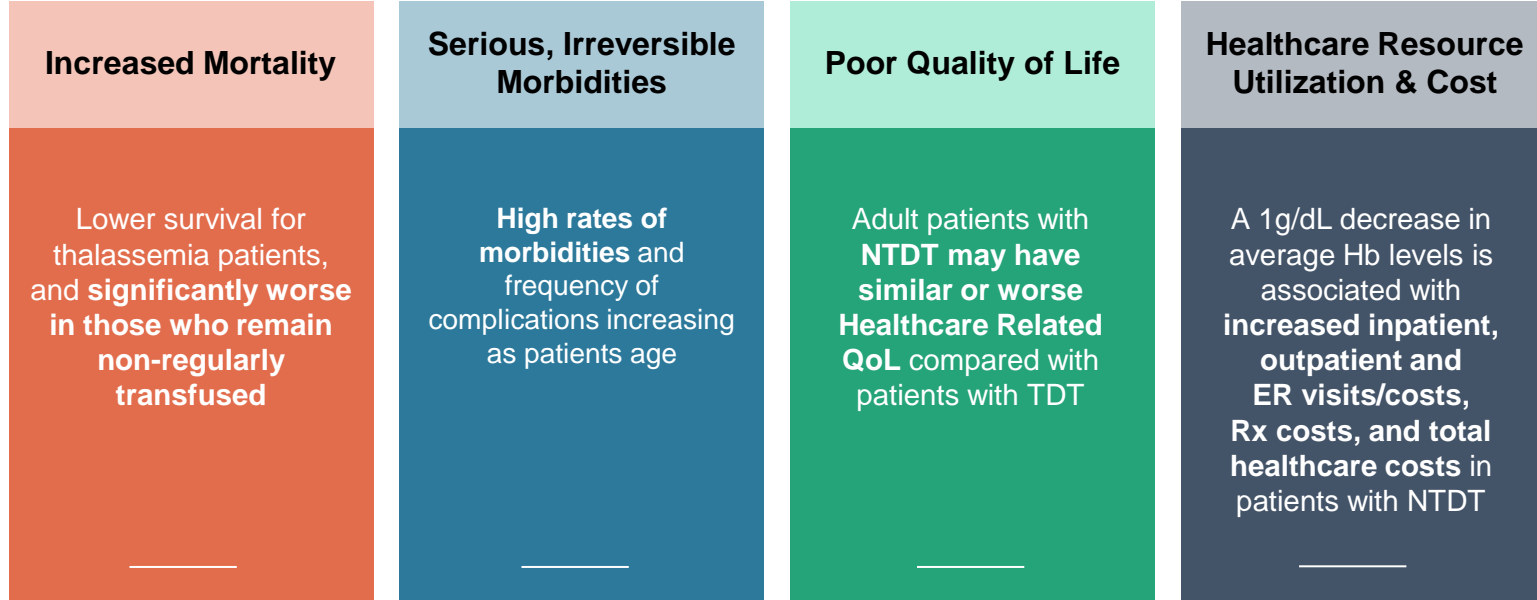 Increased Mortality
Lower survival for
thalassemia patients,
and significantly worse
in those who remain
non-regularly
transfused
Serious, Irreversible
Morbidities
High rates of
morbidities and
frequency of
complications increasing
as patients age
Poor Quality of Life
Adult patients with
NTDT may have
similar or worse
Healthcare Related
QoL compared with
patients with TDT
Healthcare Resource
Utilization & Cost
A 1g/dL decrease in
average Hb levels is
associated with
increased inpatient,
outpatient and
ER visits/costs,
Rx costs, and total
healthcare costs in
patients with NTDT